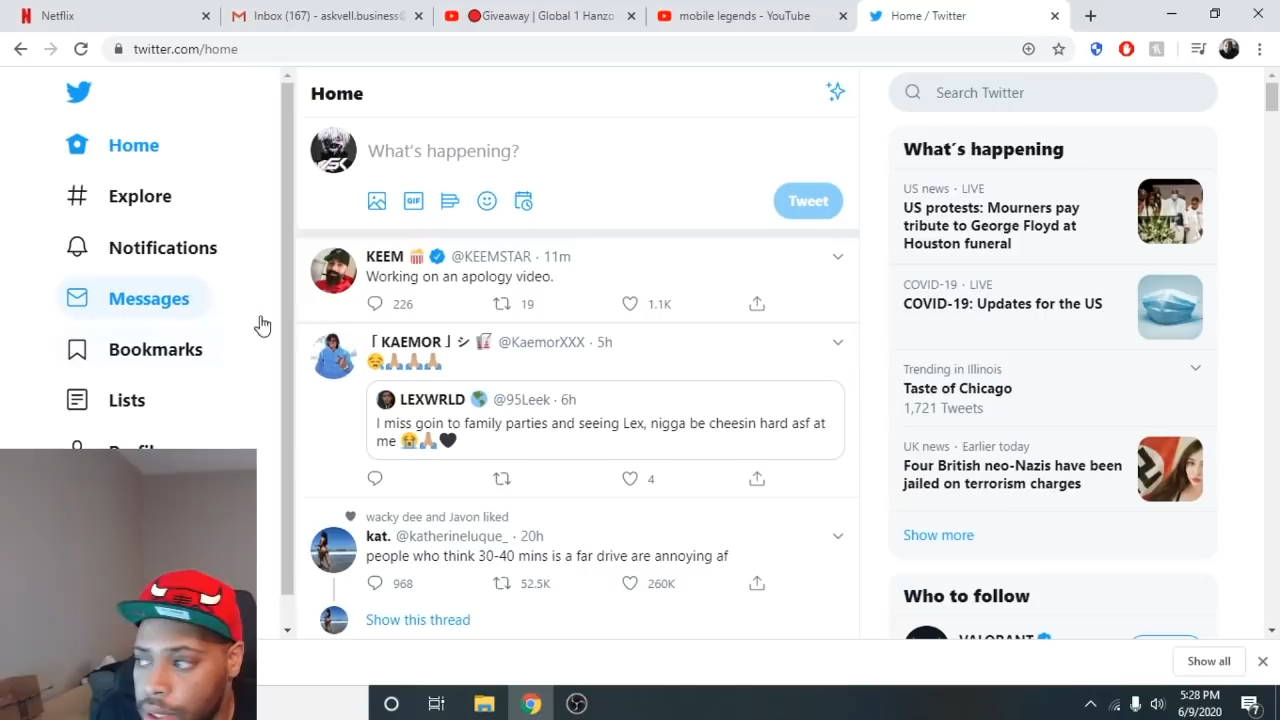 Netflix
Inbox (167) - askvell.business@
Giveaway | Global 1 Hanzo
mobile legends - YouTube
Home / Twitter
twitter.com/home
Home
Explore
Notifications
Messages
Bookmarks
Lists
Home
What's happening?
GIF
Tweet
KEEM 🍿 @KEEMSTAR · 11m
Working on an apology video.
226 19 1.1K
「 KAEMOR 」シ 🥤 @KaemorXXX · 5h
😌🙏🏽🙏🏽🙏🏽🙏🏽
LEXWRLD 🌎 @95Leek · 6h
I miss goin to family parties and seeing Lex, nigga be cheesin hard asf at
me 😭🙏🏽🖤
4
wacky dee and Javon liked
kat. @katherineluque_ · 20h
people who think 30-40 mins is a far drive are annoying af
968 52.5K 260K
Show this thread
Search Twitter
What´s happening
US news · LIVE
US protests: Mourners pay
tribute to George Floyd at
Houston funeral
COVID-19 · LIVE
COVID-19: Updates for the US
Trending in Illinois
Taste of Chicago
1,721 Tweets
UK news · Earlier today
Four British neo-Nazis have been
jailed on terrorism charges
Show more
Who to follow
VALORANT
Show all
5:28 PM
6/9/2020
7